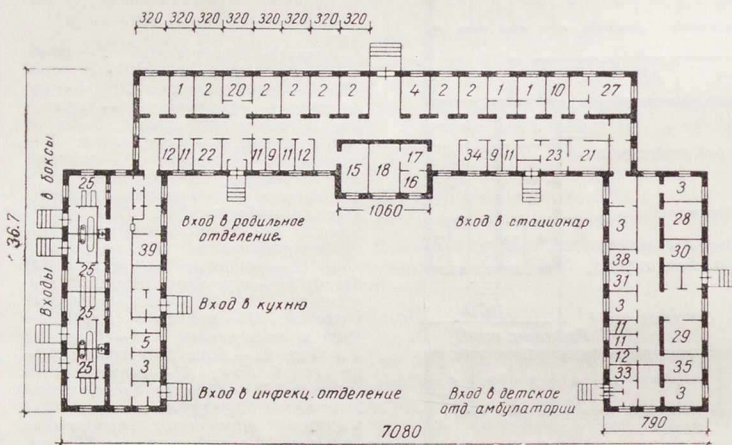 320 320 320 320 320 320 320 320
1 2 20 2 2 2 2 4 2 2 1 1 10 27
12 11 22 11 9 11 12 15 18 17 16 34 9 11 23 21
1060
36.7
Входы в боксы
25
25
25
25
39
5
3
Вход в родильное
отделение.
Вход в стационар
Вход в кухню
Вход в инфекц. отделение
Вход в детское
отд. амбулатории
3
38
31
3
11
11
12
33
3
28
30
29
35
3
7080
790